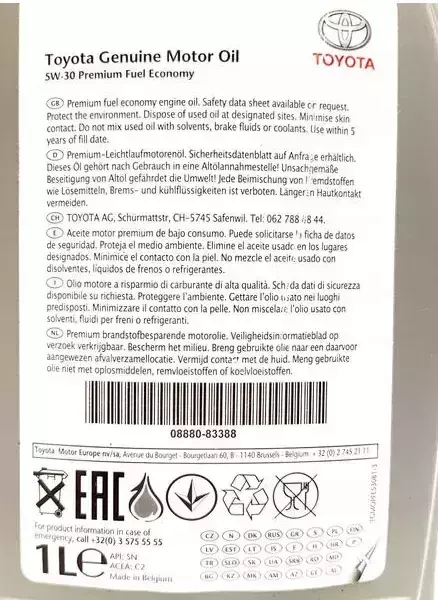 Toyota Genuine Motor Oil
5W-30 Premium Fuel Economy
TOYOTA
GB Premium fuel economy engine oil. Safety data sheet available on request.
Protect the environment. Dispose of used oil at designated sites. Minimise skin
contact. Do not mix used oil with solvents, brake fluids or coolants. Use within 5
years of fill date.
D Premium-Leichtlaufmotorenöl. Sicherheitsdatenblatt auf Anfrage erhältlich.
Dieses Öl gehört nach Gebrauch in eine Altölannahmestelle! Unsachgemäße
Beseitigung von Altöl gefährdet die Umwelt! Jede Beimischung von Fremdstoffen
wie Lösemitteln, Brems- und kühlflüssigkeiten ist verboten. Längeren Hautkontakt
vermeiden.
CH TOYOTA AG, Schürmattstr, CH-5745 Safenwil. Tel: 062 788 88 44.
E Aceite motor premium de bajo consumo. Puede solicitarse la ficha de datos
de seguridad. Proteja el medio ambiente. Elimine el aceite usado en los lugares
designados. Minimice el contacto con la piel. No mezcle el aceite usado con
disolventes, líquidos de frenos o refrigerantes.
I Olio motore a risparmio di carburante di alta qualità. Scheda dati di sicurezza
disponibile su richiesta. Proteggere l'ambiente. Gettare l'olio usato nei luoghi
predisposti. Minimizzare il contatto con la pelle. Non miscelare l'olio usato con
solventi, fluidi per freni o refrigeranti.
NL Premium brandstofbesparende motorolie. Veiligheidsinformatieblad op
verzoek verkrijgbaar. Bescherm het milieu. Breng gebruikte olie naar een daarvoor
aangewezen afvalverzamellocatie. Vermijd contact met de huid. Meng gebruikte
olie niet met oplosmiddelen, remvloeistoffen of koelvloeistoffen.
08880-83388
Toyota Motor Europe nv/sa, Avenue du Bourget - Bourgetlaan 60, B - 1140 Brussels - Belgium + 32 (0) 2 745 21 11
EAC
For product information in case of
emergency, call +32(0) 3 575 55 55
1L e
API: SN
ACEA: C2
Made in Belgium
CZ N DK RUS GR S PL FIN
LV EST LT IS H HR P
TR SLO SK UA SRB RO
BG KZ MK AM AZ GE AL